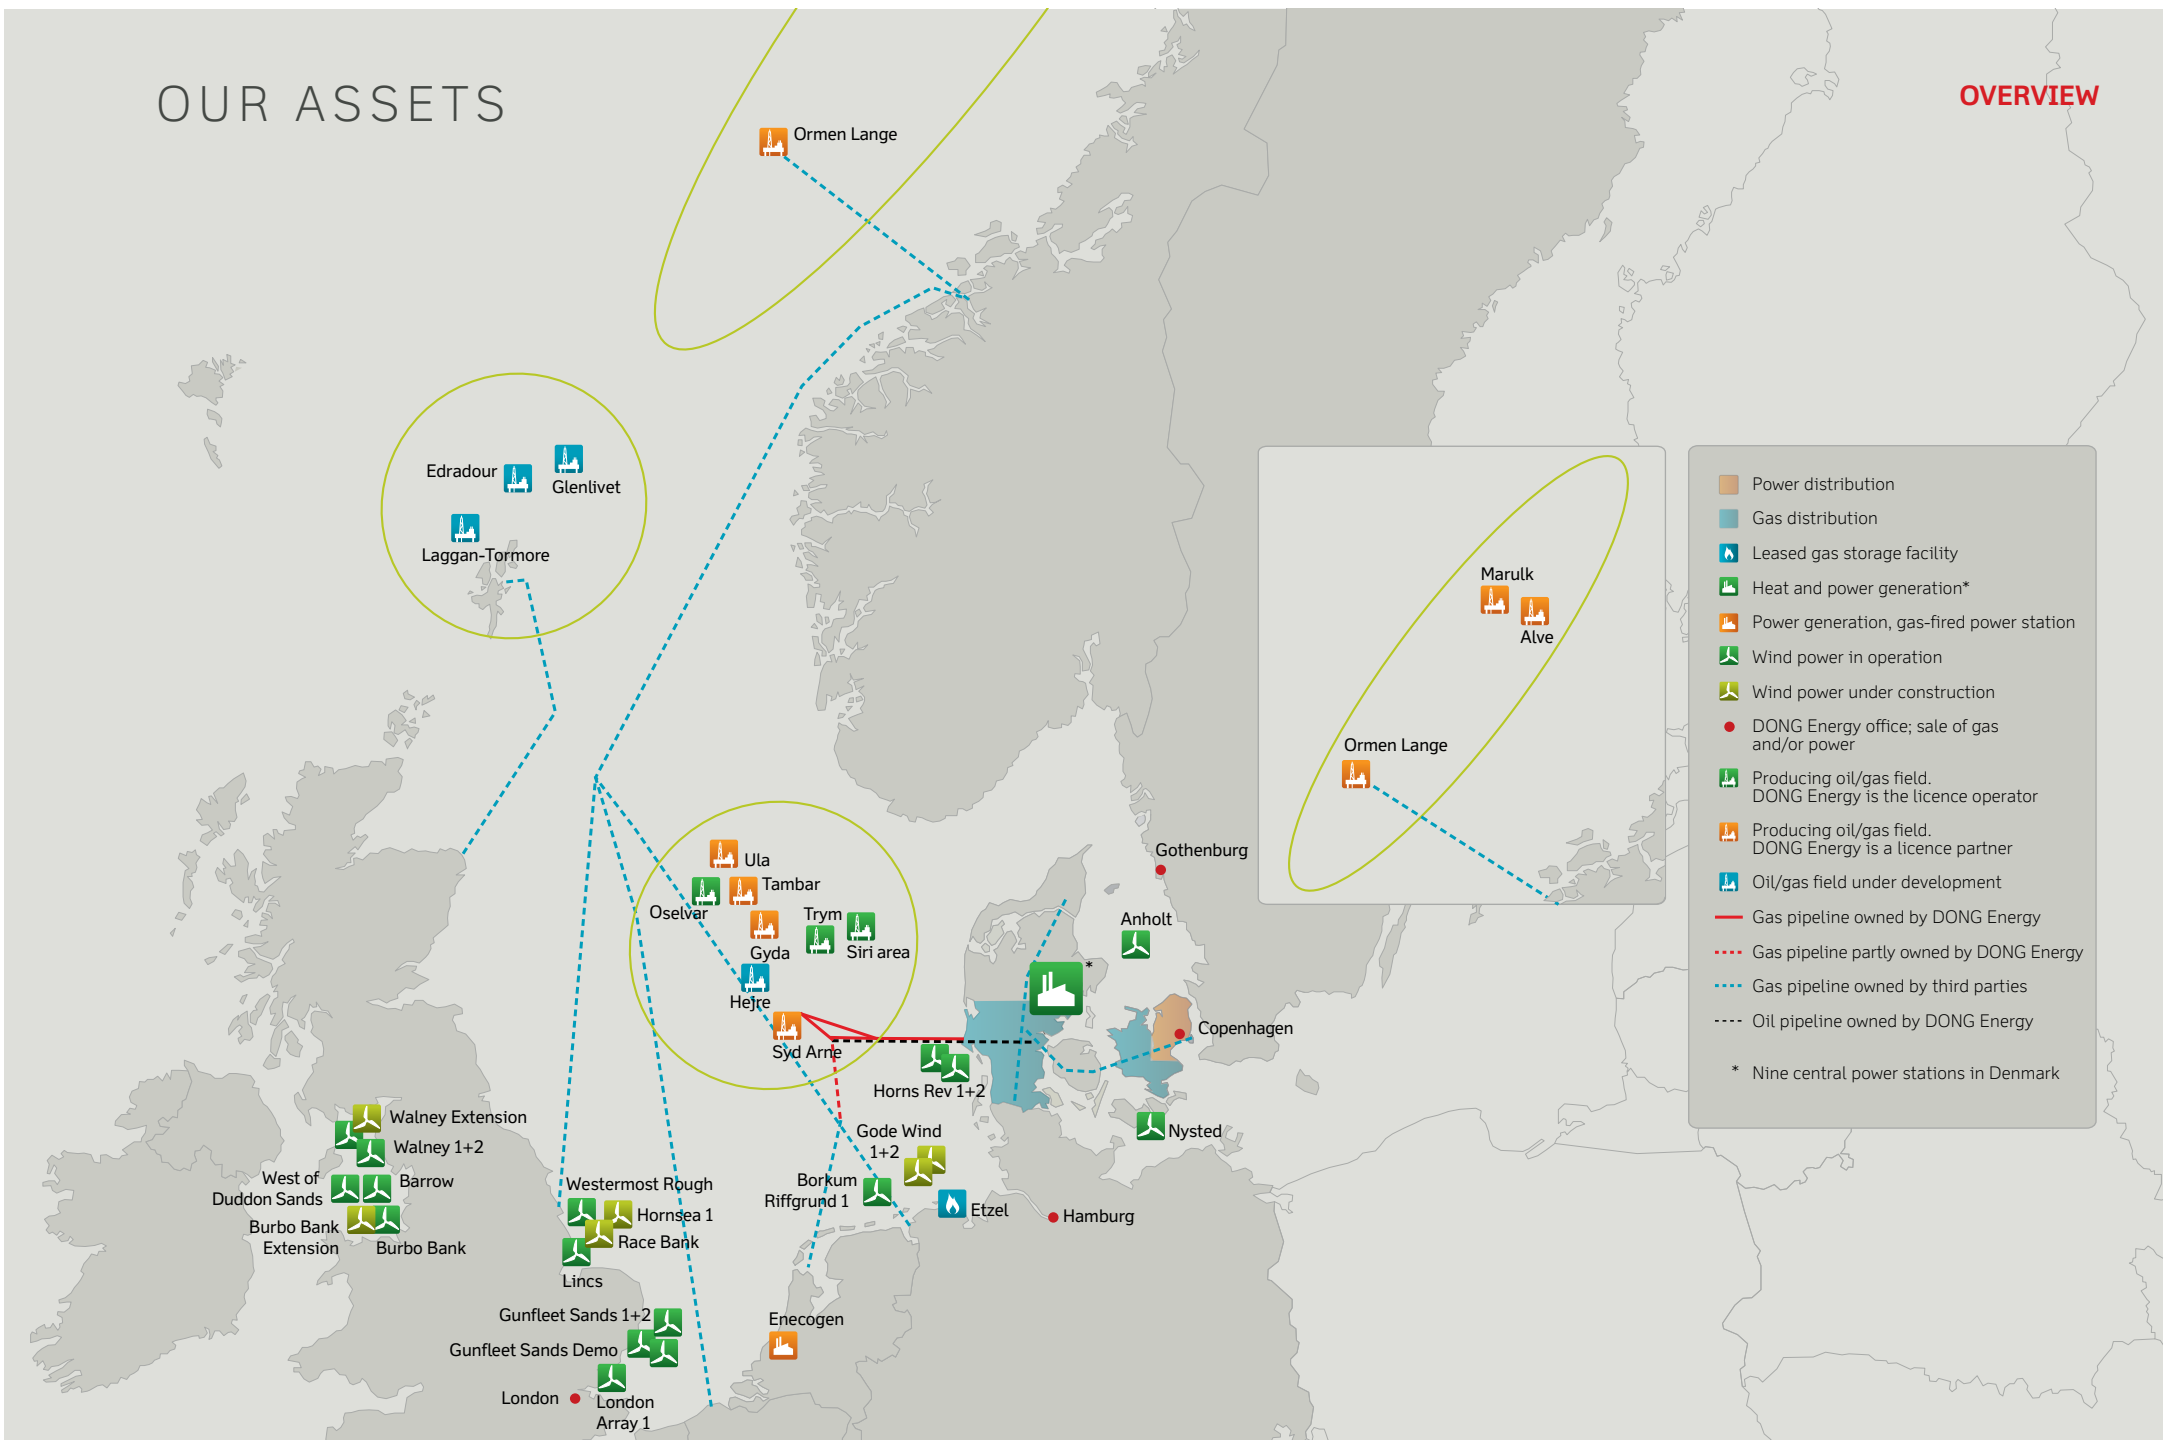 OUR ASSETS
OVERVIEW
Ormen Lange
Edradour
Glenlivet
Laggan-Tormore
Ula
Tambar
Oselvar
Trym
Gyda
Siri area
Hejre
Syd Arne
Gothenburg
Anholt
*
Copenhagen
Horns Rev 1+2
Nysted
Gode Wind
1+2
Borkum
Riffgrund 1
Etzel
Hamburg
Walney Extension
Walney 1+2
West of
Duddon Sands
Barrow
Burbo Bank
Extension
Burbo Bank
Westermost Rough
Hornsea 1
Race Bank
Lincs
Gunfleet Sands 1+2
Gunfleet Sands Demo
London
London
Array 1
Enecogen
Marulk
Alve
Ormen Lange
Power distribution
Gas distribution
Leased gas storage facility
Heat and power generation*
Power generation, gas-fired power station
Wind power in operation
Wind power under construction
DONG Energy office; sale of gas
and/or power
Producing oil/gas field.
DONG Energy is the licence operator
Producing oil/gas field.
DONG Energy is a licence partner
Oil/gas field under development
Gas pipeline owned by DONG Energy
Gas pipeline partly owned by DONG Energy
Gas pipeline owned by third parties
Oil pipeline owned by DONG Energy
* Nine central power stations in Denmark